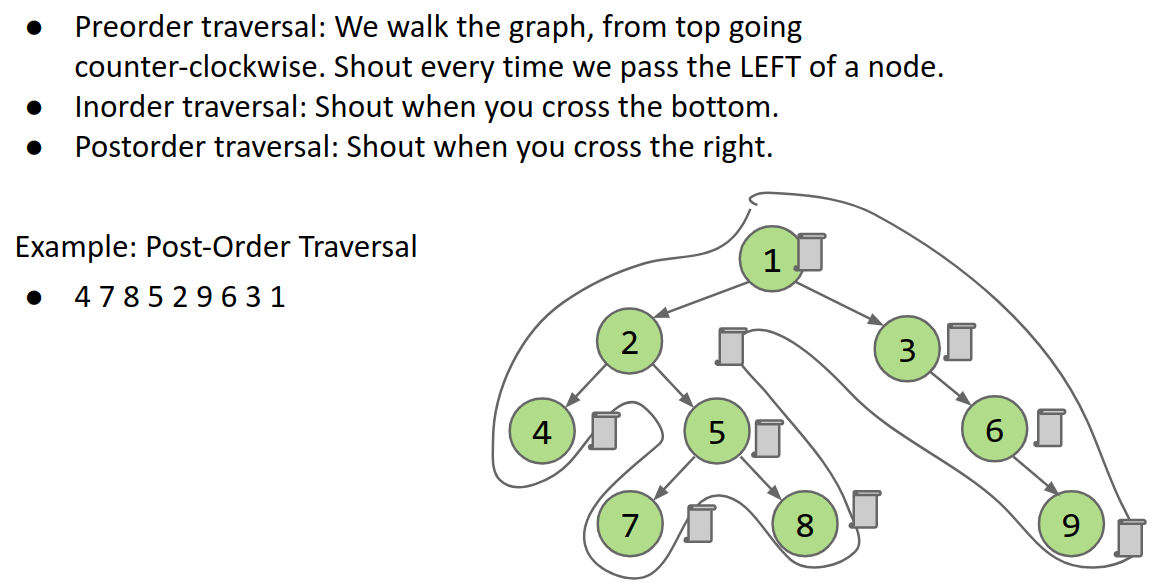 ● Preorder traversal: We walk the graph, from top going
counter-clockwise. Shout every time we pass the LEFT of a node.
● Inorder traversal: Shout when you cross the bottom.
● Postorder traversal: Shout when you cross the right.
Example: Post-Order Traversal
● 4 7 8 5 2 9 6 3 1
1
2
3
4
5
6
7
8
9